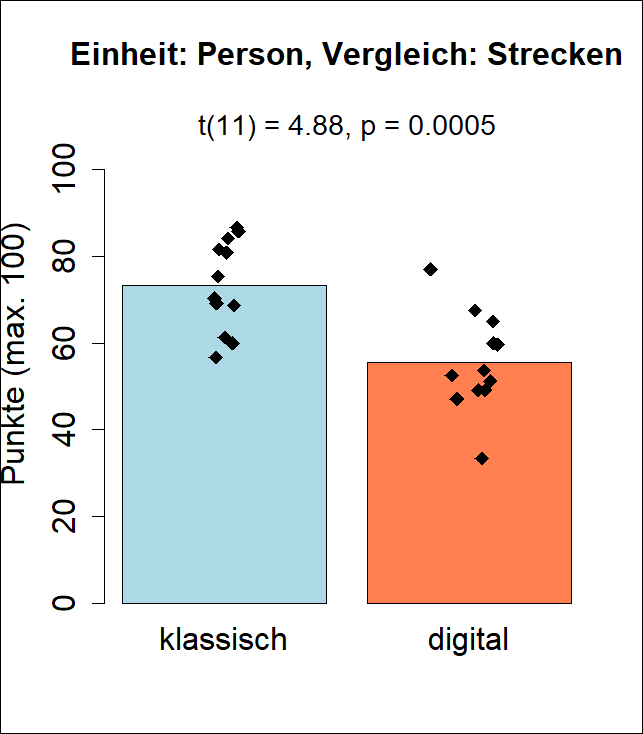 Einheit: Person, Vergleich: Strecken
t(11) = 4.88, p = 0.0005
Punkte (max. 100)
100
80
60
40
20
0
klassisch
digital